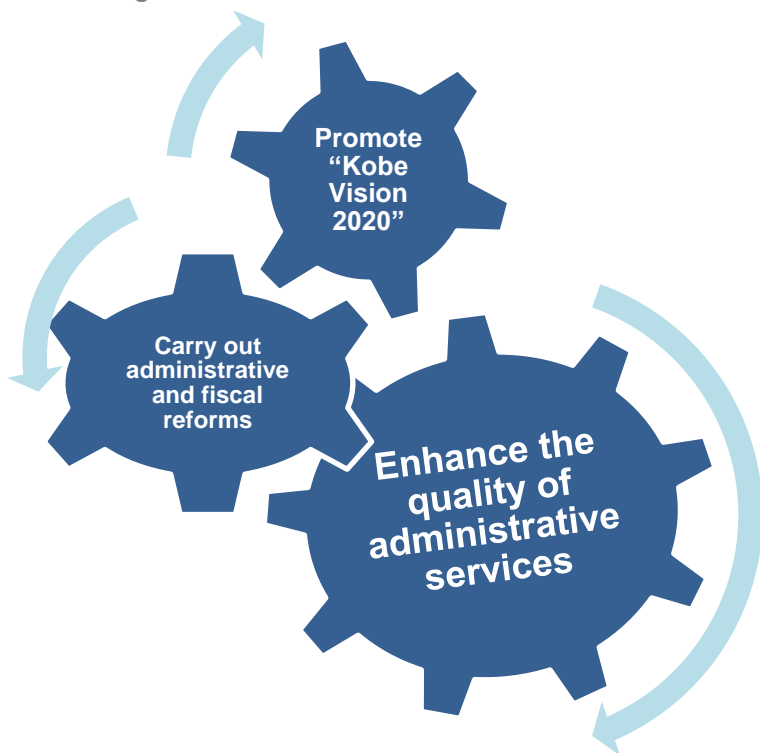 Promote
“Kobe
Vision
2020”
Carry out
administrative
and fiscal
reforms
Enhance the
quality of
administrative
services